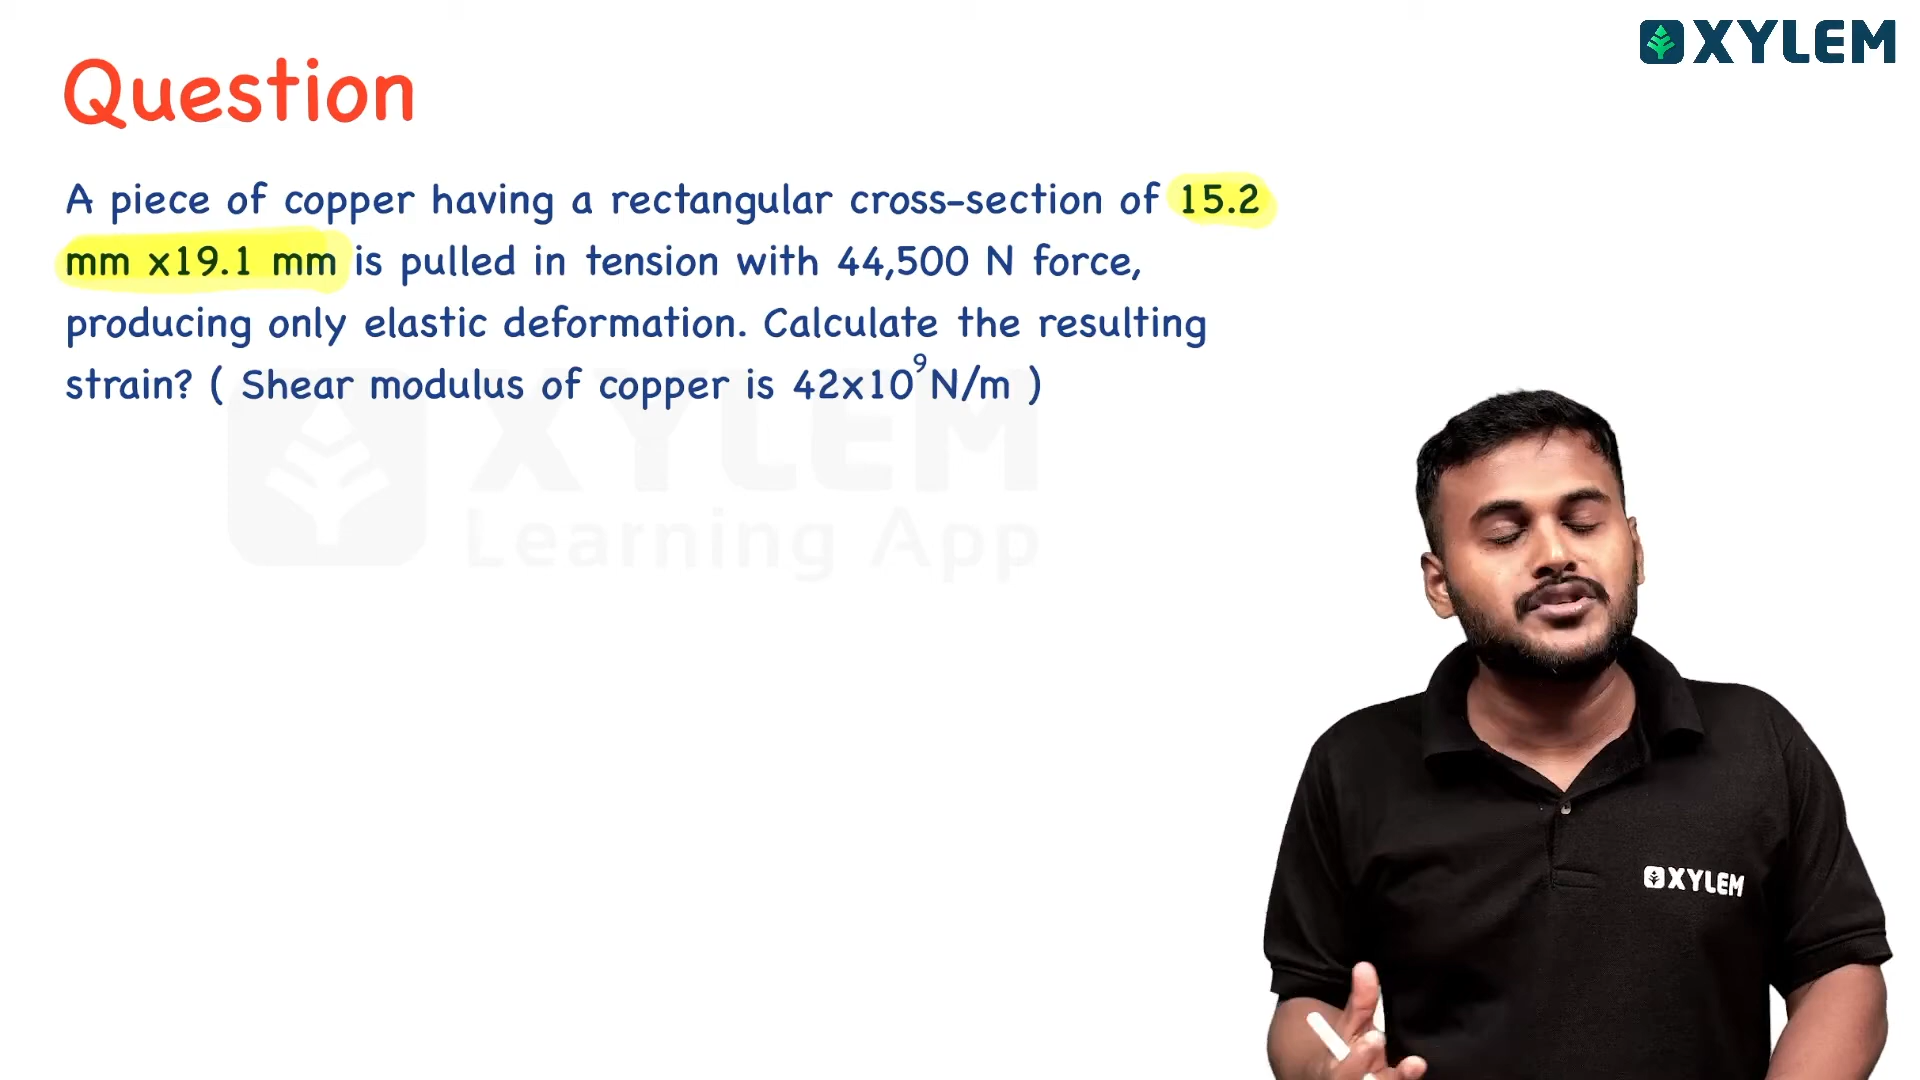 XYLEM
Question
A piece of copper having a rectangular cross-section of 15.2
mm x19.1 mm is pulled in tension with 44,500 N force,
producing only elastic deformation. Calculate the resulting
strain? ( Shear modulus of copper is 42x10⁹N/m )
XYLEM
Learning App
XYLEM